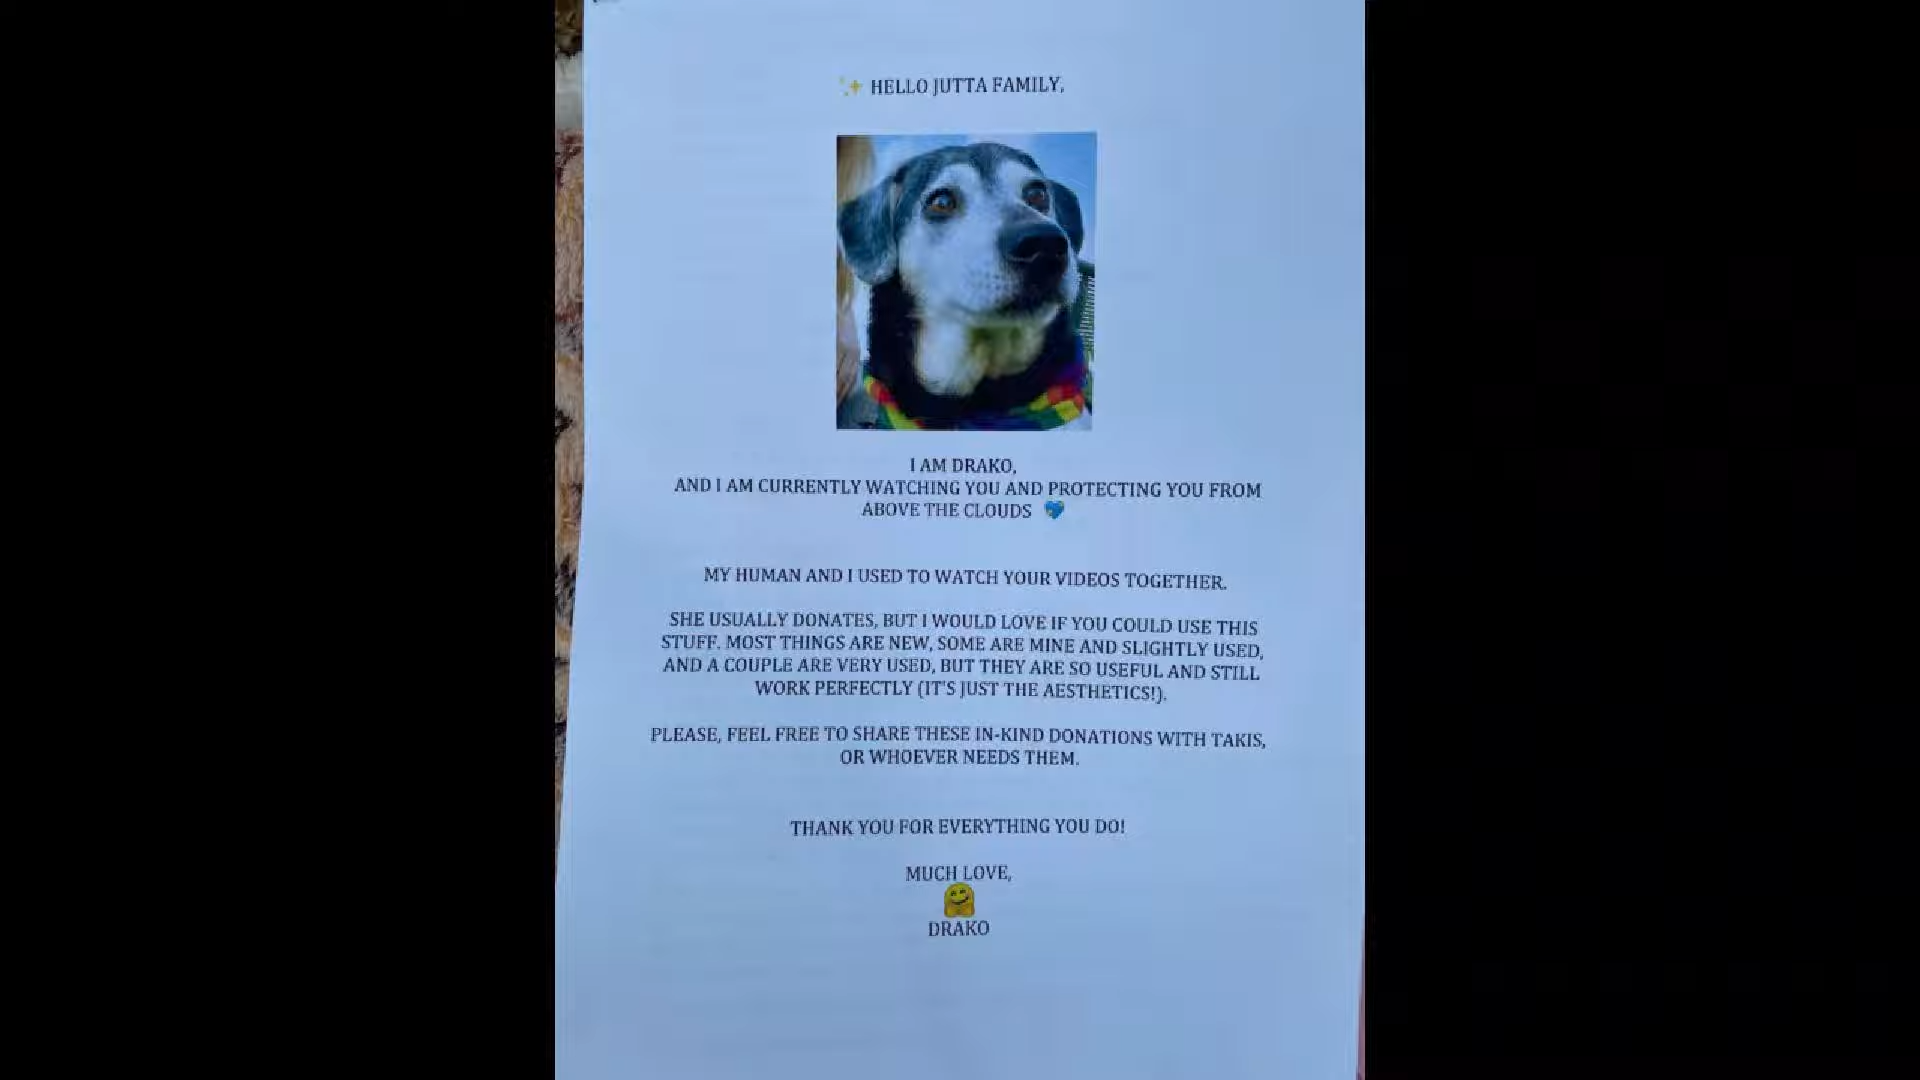 ✨ HELLO JUTTA FAMILY,
I AM DRAKO,
AND I AM CURRENTLY WATCHING YOU AND PROTECTING YOU FROM
ABOVE THE CLOUDS 💙
MY HUMAN AND I USED TO WATCH YOUR VIDEOS TOGETHER.
SHE USUALLY DONATES, BUT I WOULD LOVE IF YOU COULD USE THIS
STUFF. MOST THINGS ARE NEW, SOME ARE MINE AND SLIGHTLY USED,
AND A COUPLE ARE VERY USED, BUT THEY ARE SO USEFUL AND STILL
WORK PERFECTLY (IT'S JUST THE AESTHETICS!).
PLEASE, FEEL FREE TO SHARE THESE IN-KIND DONATIONS WITH TAKIS,
OR WHOEVER NEEDS THEM.
THANK YOU FOR EVERYTHING YOU DO!
MUCH LOVE,
🤗
DRAKO